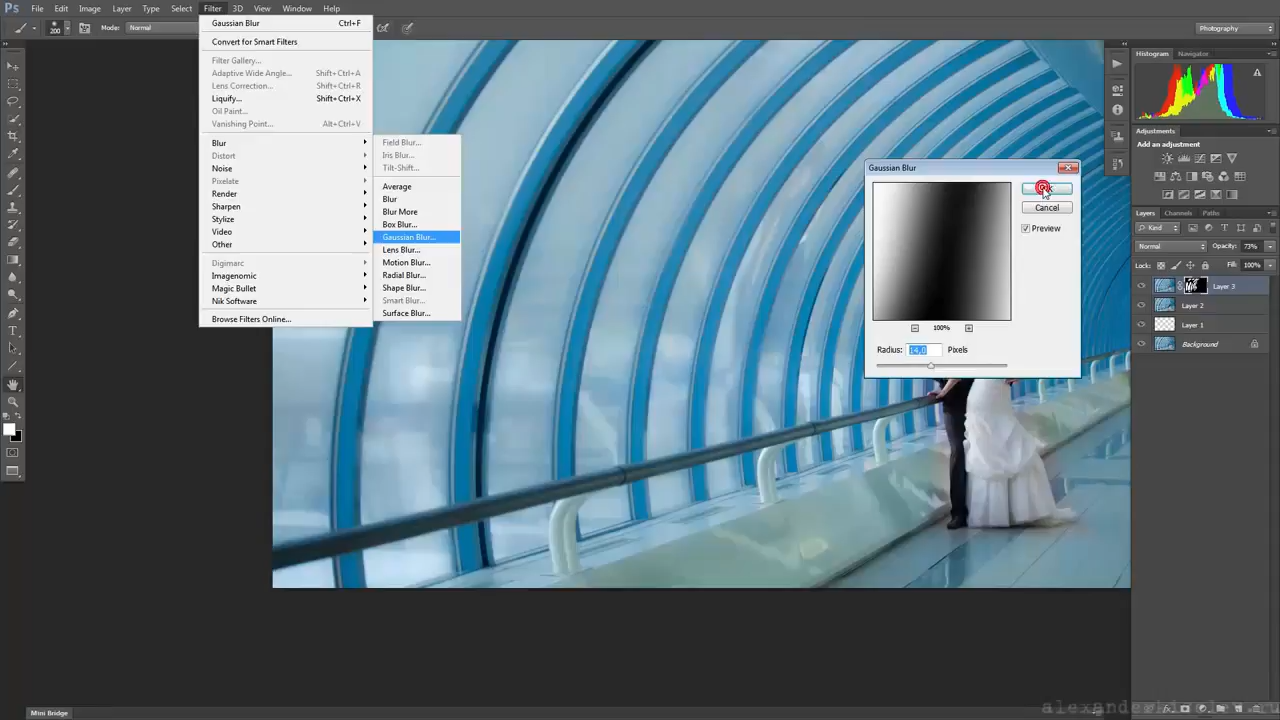 Ps File Edit Image Layer Type Select Filter 3D View Window Help
200 Mode: Normal
Photography
Gaussian Blur Ctrl+F
Convert for Smart Filters
Filter Gallery...
Adaptive Wide Angle... Shift+Ctrl+A
Lens Correction... Shift+Ctrl+R
Liquify... Shift+Ctrl+X
Oil Paint...
Vanishing Point... Alt+Ctrl+V
Blur
Distort
Noise
Pixelate
Render
Sharpen
Stylize
Video
Other
Digimarc
Imagenomic
Magic Bullet
Nik Software
Browse Filters Online...
Field Blur...
Iris Blur...
Tilt-Shift...
Average
Blur
Blur More
Box Blur...
Gaussian Blur...
Lens Blur...
Motion Blur...
Radial Blur...
Shape Blur...
Smart Blur...
Surface Blur...
Gaussian Blur
Cancel
Preview
100%
Radius: 14,0 Pixels
Histogram Navigator
Adjustments
Add an adjustment
Layers Channels Paths
Kind
Normal Opacity: 73%
Lock: Fill: 100%
Layer 3
Layer 2
Layer 1
Background
Mini Bridge